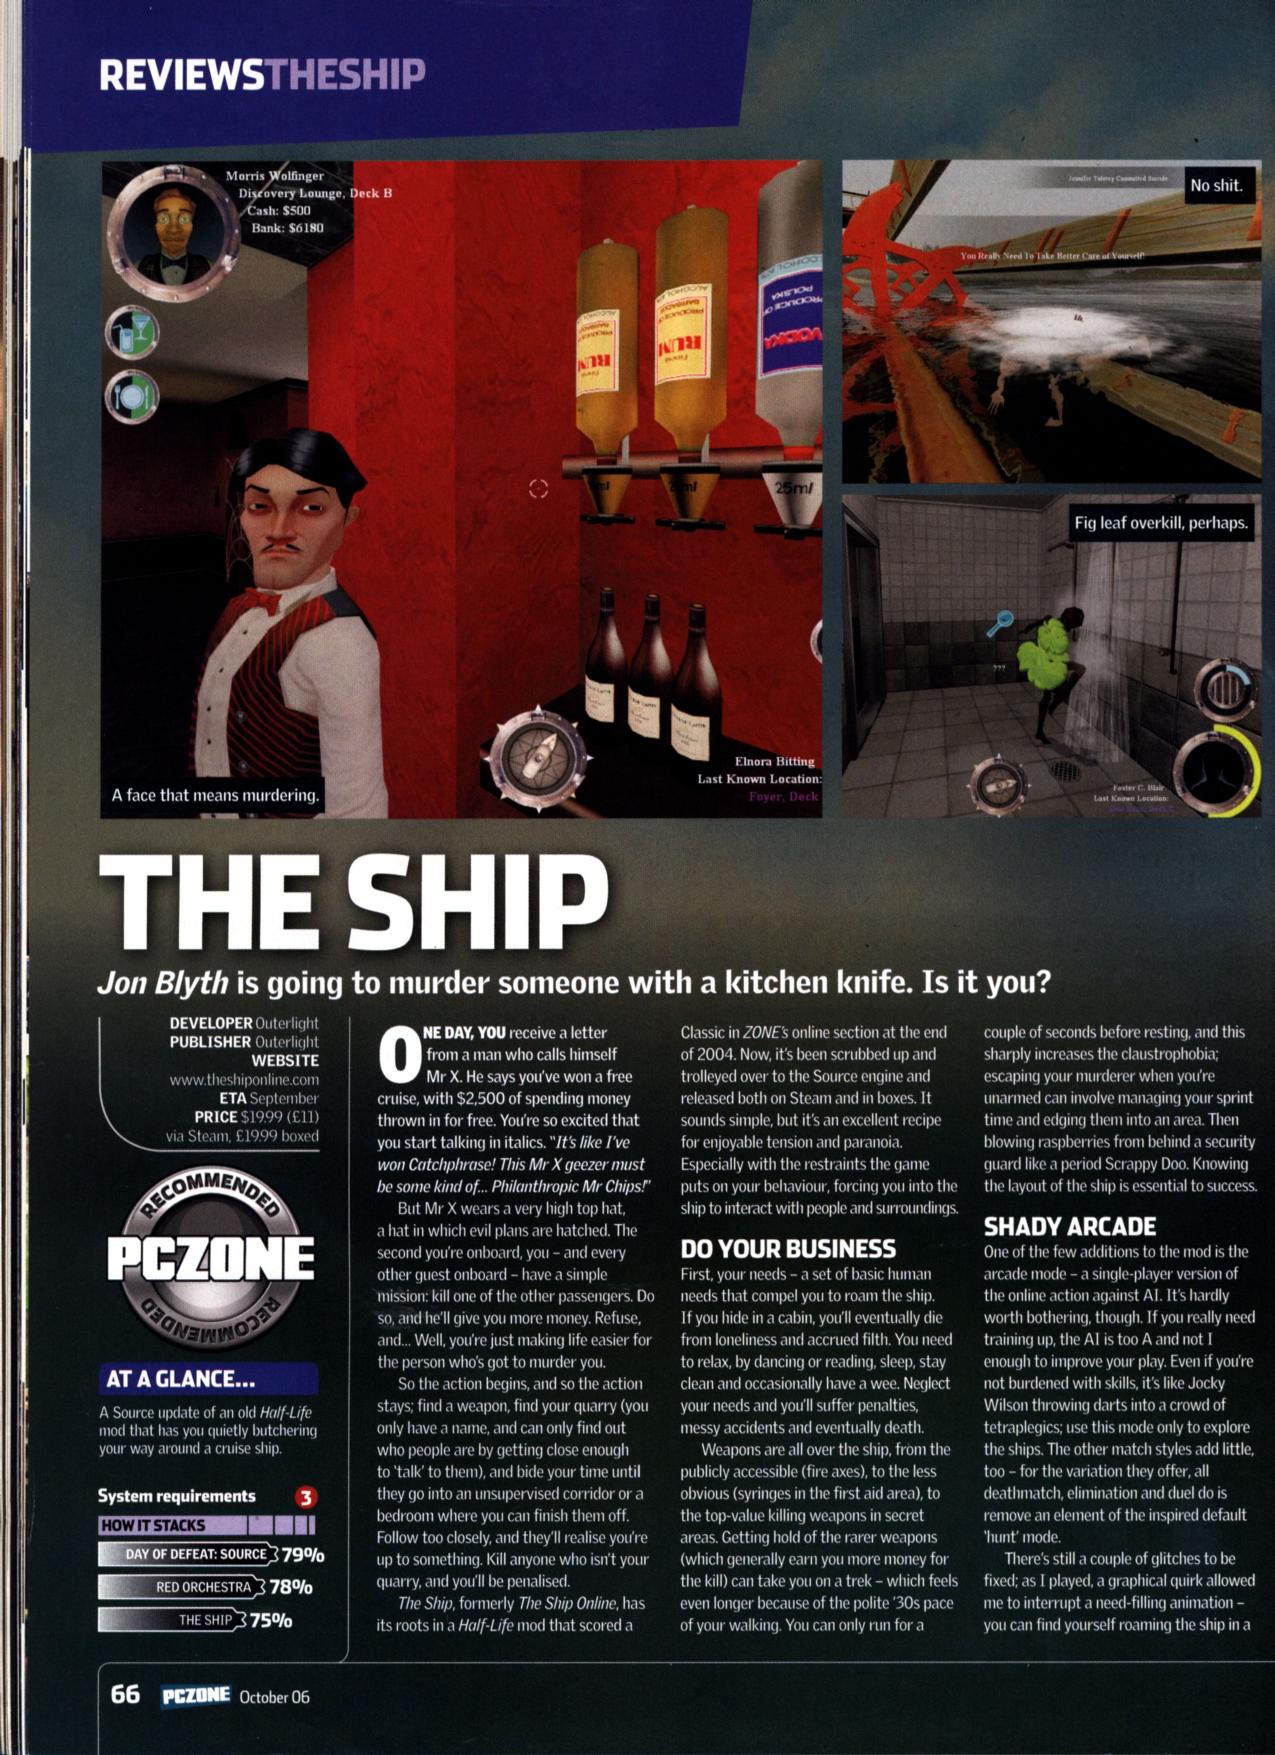 REVIEWSTHESHIP
Morris Wolfinger
Discovery Lounge, Deck B
Cash: $500
Bank: $6180
RUM
RUM
VODKA
25ml
Elnora Bitting
Last Known Location:
Foyer, Deck
A face that means murdering.
No shit.
You Really Need To Take Better Care of Yourself!
Fig leaf overkill, perhaps.
???
Foster C. Blair
Last Known Location:
THE SHIP
Jon Blyth is going to murder someone with a kitchen knife. Is it you?
DEVELOPER Outerlight
PUBLISHER Outerlight
WEBSITE
www.theshiponline.com
ETA September
PRICE $19.99 (£11)
via Steam, £19.99 boxed
RECOMMENDED
PCZONE
RECOMMENDED
AT A GLANCE...
A Source update of an old Half-Life
mod that has you quietly butchering
your way around a cruise ship.
System requirements 3
HOW IT STACKS
DAY OF DEFEAT: SOURCE 79%
RED ORCHESTRA 78%
THE SHIP 75%
ONE DAY, YOU receive a letter
from a man who calls himself
Mr X. He says you've won a free
cruise, with $2,500 of spending money
thrown in for free. You're so excited that
you start talking in italics. "It's like I've
won Catchphrase! This Mr X geezer must
be some kind of... Philanthropic Mr Chips!"
But Mr X wears a very high top hat,
a hat in which evil plans are hatched. The
second you're onboard, you – and every
other guest onboard – have a simple
mission: kill one of the other passengers. Do
so, and he'll give you more money. Refuse,
and... Well, you're just making life easier for
the person who's got to murder you.
So the action begins, and so the action
stays; find a weapon, find your quarry (you
only have a name, and can only find out
who people are by getting close enough
to 'talk' to them), and bide your time until
they go into an unsupervised corridor or a
bedroom where you can finish them off.
Follow too closely, and they'll realise you're
up to something. Kill anyone who isn't your
quarry, and you'll be penalised.
The Ship, formerly The Ship Online, has
its roots in a Half-Life mod that scored a
Classic in ZONE's online section at the end
of 2004. Now, it's been scrubbed up and
trolleyed over to the Source engine and
released both on Steam and in boxes. It
sounds simple, but it's an excellent recipe
for enjoyable tension and paranoia.
Especially with the restraints the game
puts on your behaviour, forcing you into the
ship to interact with people and surroundings.
DO YOUR BUSINESS
First, your needs – a set of basic human
needs that compel you to roam the ship.
If you hide in a cabin, you'll eventually die
from loneliness and accrued filth. You need
to relax, by dancing or reading, sleep, stay
clean and occasionally have a wee. Neglect
your needs and you'll suffer penalties,
messy accidents and eventually death.
Weapons are all over the ship, from the
publicly accessible (fire axes), to the less
obvious (syringes in the first aid area), to
the top-value killing weapons in secret
areas. Getting hold of the rarer weapons
(which generally earn you more money for
the kill) can take you on a trek – which feels
even longer because of the polite '30s pace
of your walking. You can only run for a
couple of seconds before resting, and this
sharply increases the claustrophobia;
escaping your murderer when you're
unarmed can involve managing your sprint
time and edging them into an area. Then
blowing raspberries from behind a security
guard like a period Scrappy Doo. Knowing
the layout of the ship is essential to success.
SHADY ARCADE
One of the few additions to the mod is the
arcade mode – a single-player version of
the online action against AI. It's hardly
worth bothering, though. If you really need
training up, the AI is too A and not I
enough to improve your play. Even if you're
not burdened with skills, it's like Jocky
Wilson throwing darts into a crowd of
tetraplegics; use this mode only to explore
the ships. The other match styles add little,
too – for the variation they offer, all
deathmatch, elimination and duel do is
remove an element of the inspired default
'hunt' mode.
There's still a couple of glitches to be
fixed; as I played, a graphical quirk allowed
me to interrupt a need-filling animation –
you can find yourself roaming the ship in a
66 PCZONE October 06